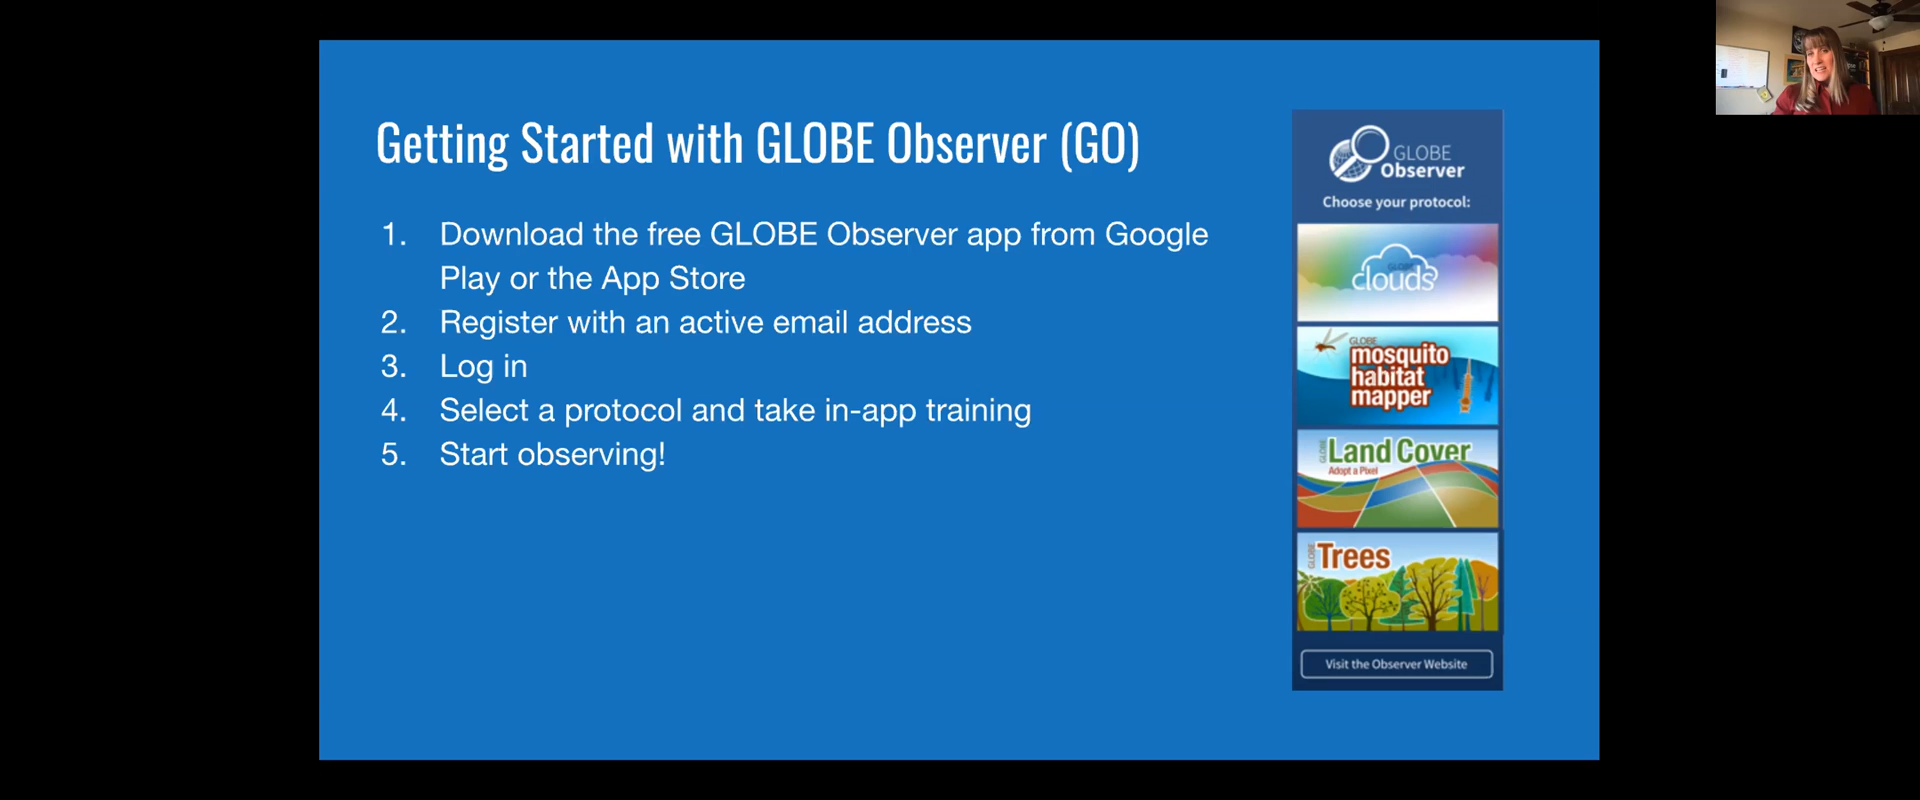 Getting Started with GLOBE Observer (GO)
1. Download the free GLOBE Observer app from Google
Play or the App Store
2. Register with an active email address
3. Log in
4. Select a protocol and take in-app training
5. Start observing!
GLOBE
Observer
Choose your protocol:
GLOBE
clouds
GLOBE
mosquito
habitat
mapper
GLOBE
Land Cover
Adopt a Pixel
GLOBE
Trees
Visit the Observer Website